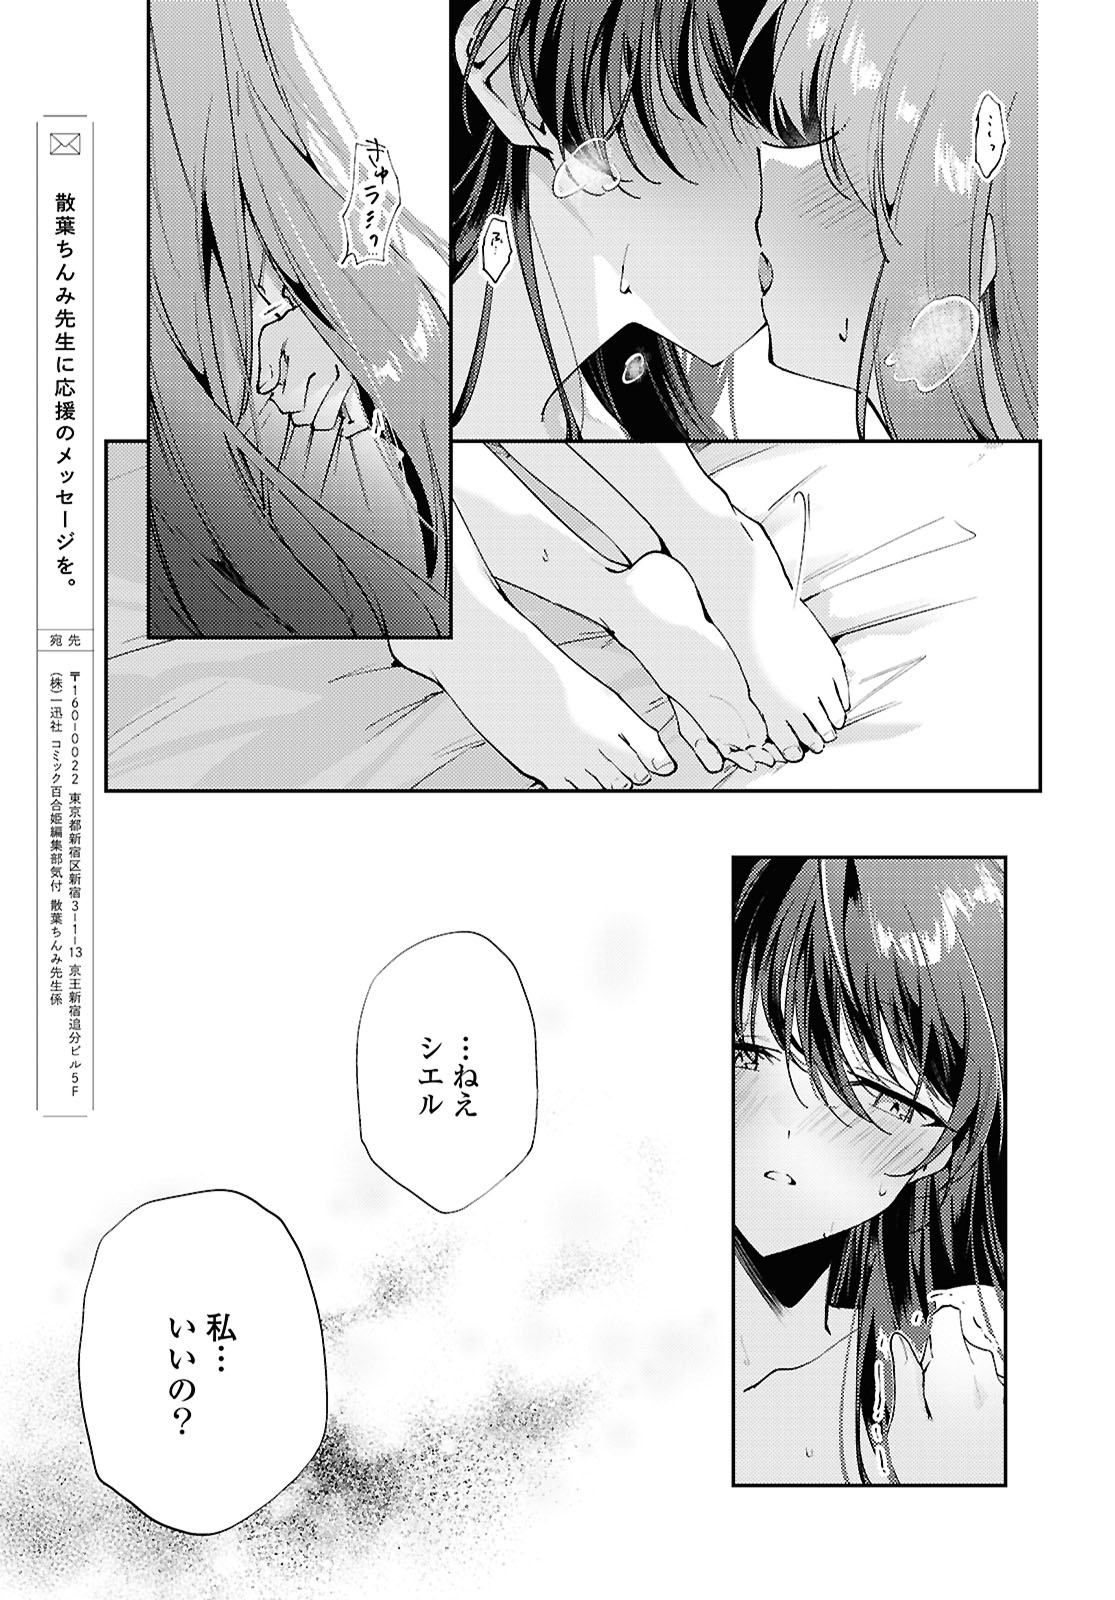 …っ
ふ…
きゅうぅっ
…ねえ
シエル
私…
いいの？
散葉ちんみ先生に応援のメッセージを。
宛先
〒160-0022 東京都新宿区新宿3-1-13 京王新宿追分ビル5F
(株)一迅社 コミック百合姫編集部気付 散葉ちんみ先生係